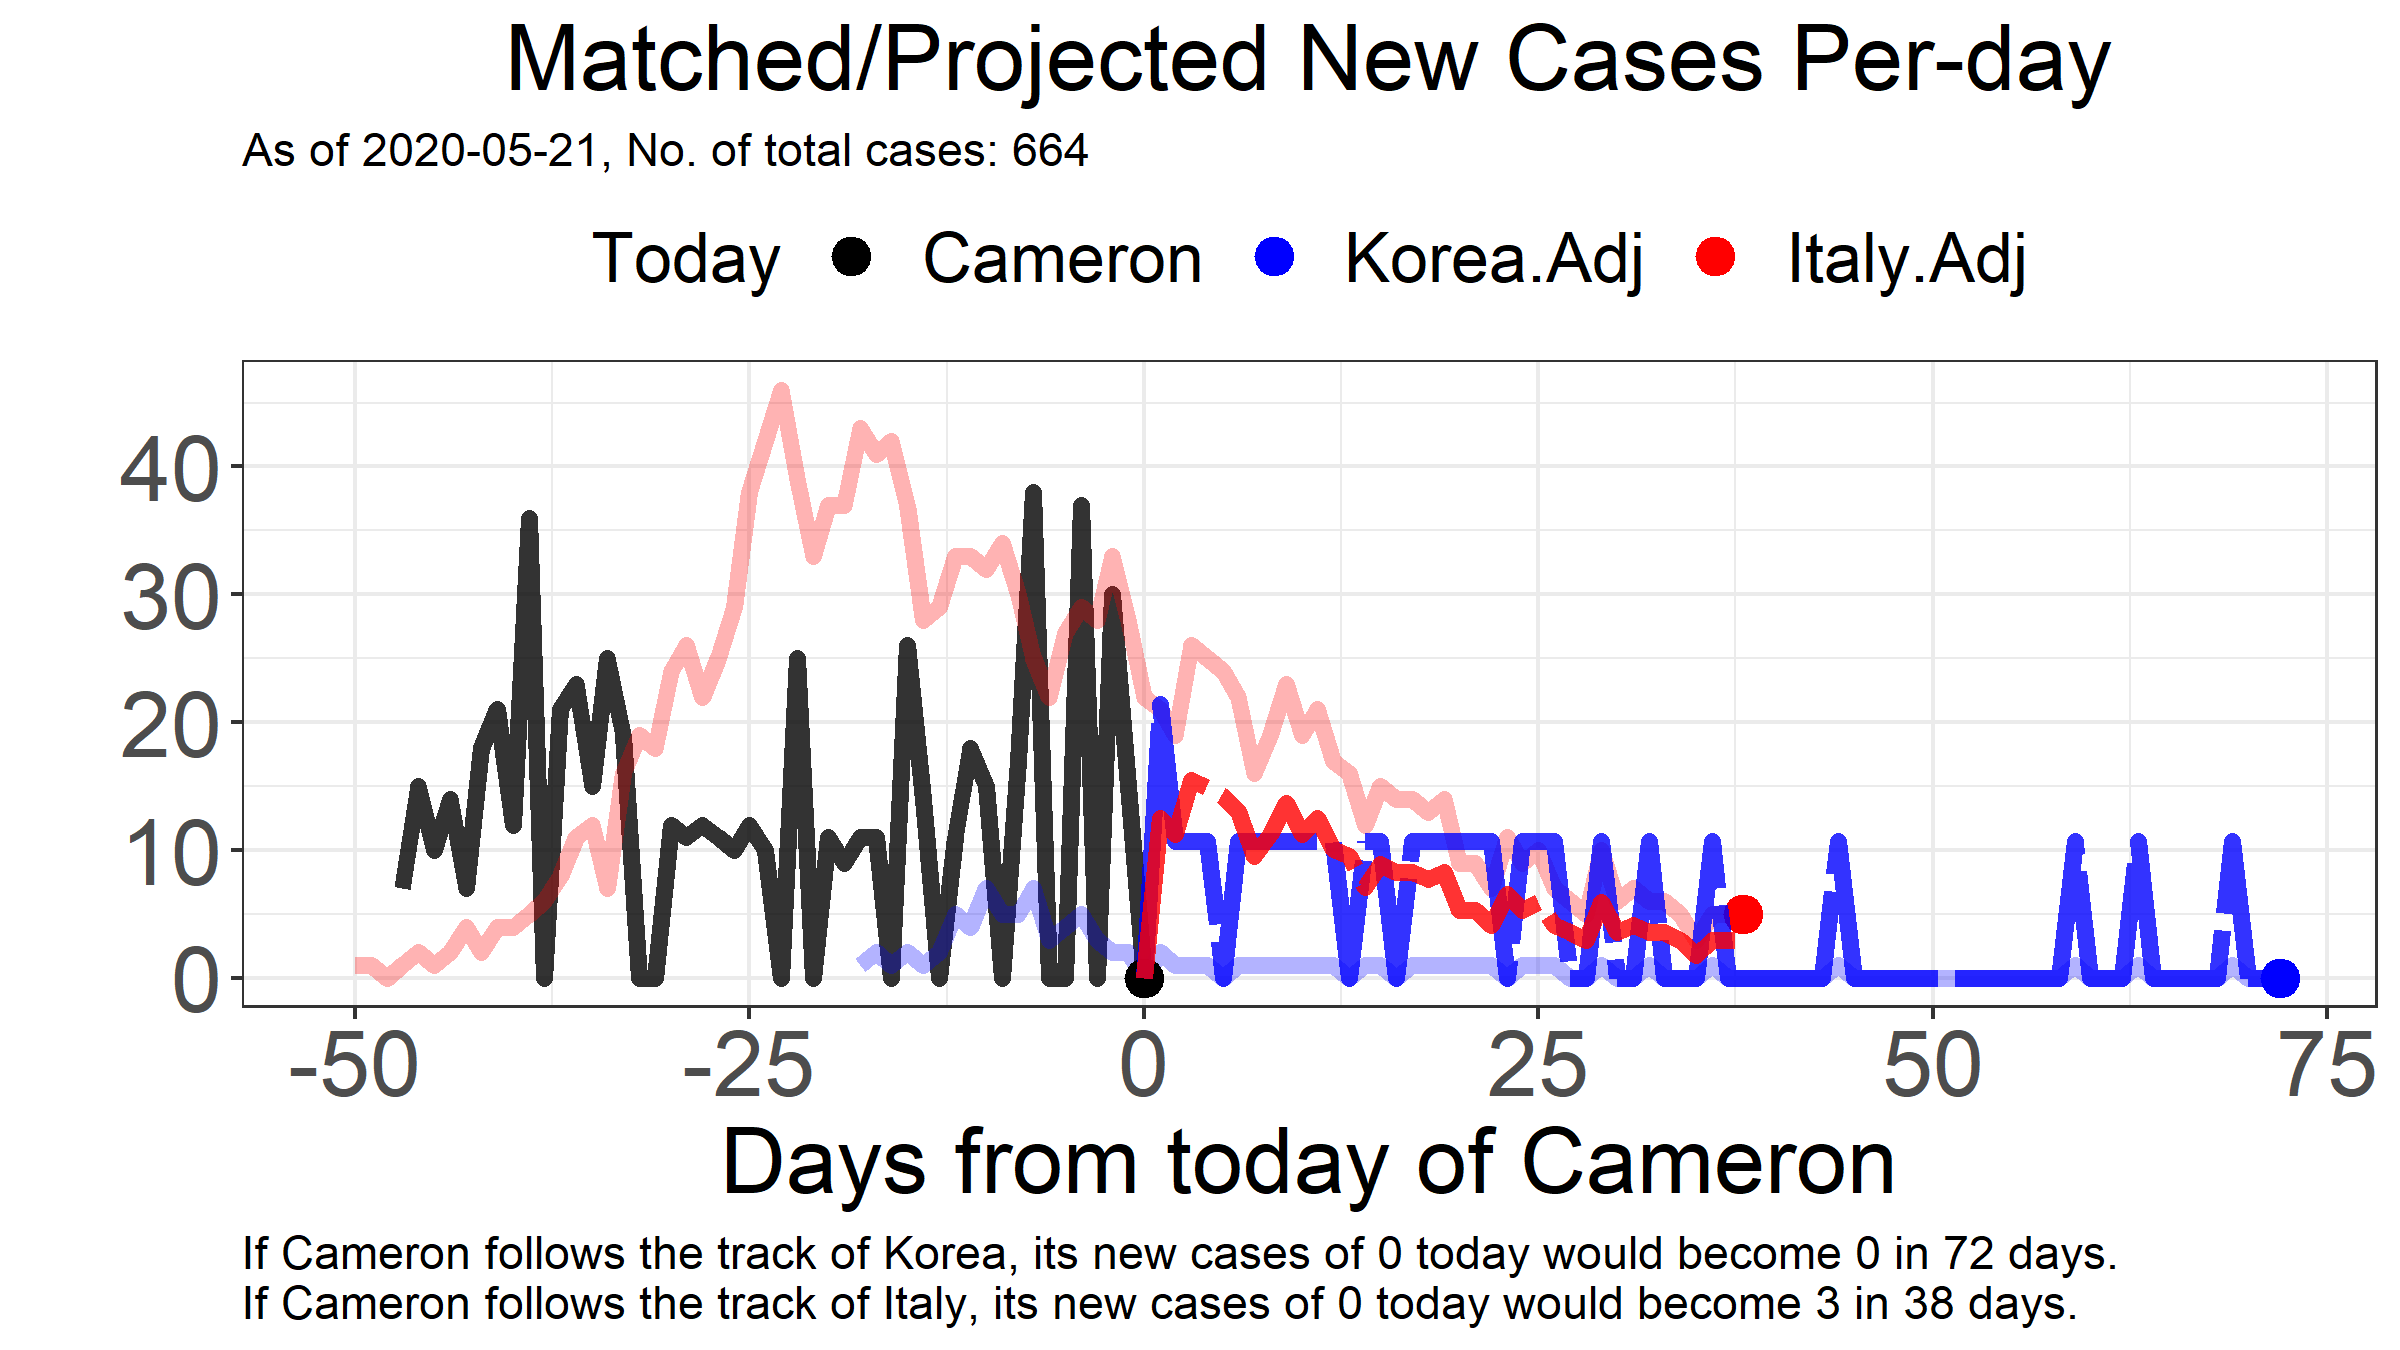 Matched/Projected New Cases Per-day
As of 2020-05-21, No. of total cases: 664
Today Cameron Korea.Adj Italy.Adj
40
30
20
10
0
-50 -25 0 25 50 75
Days from today of Cameron
If Cameron follows the track of Korea, its new cases of 0 today would become 0 in 72 days.
If Cameron follows the track of Italy, its new cases of 0 today would become 3 in 38 days.